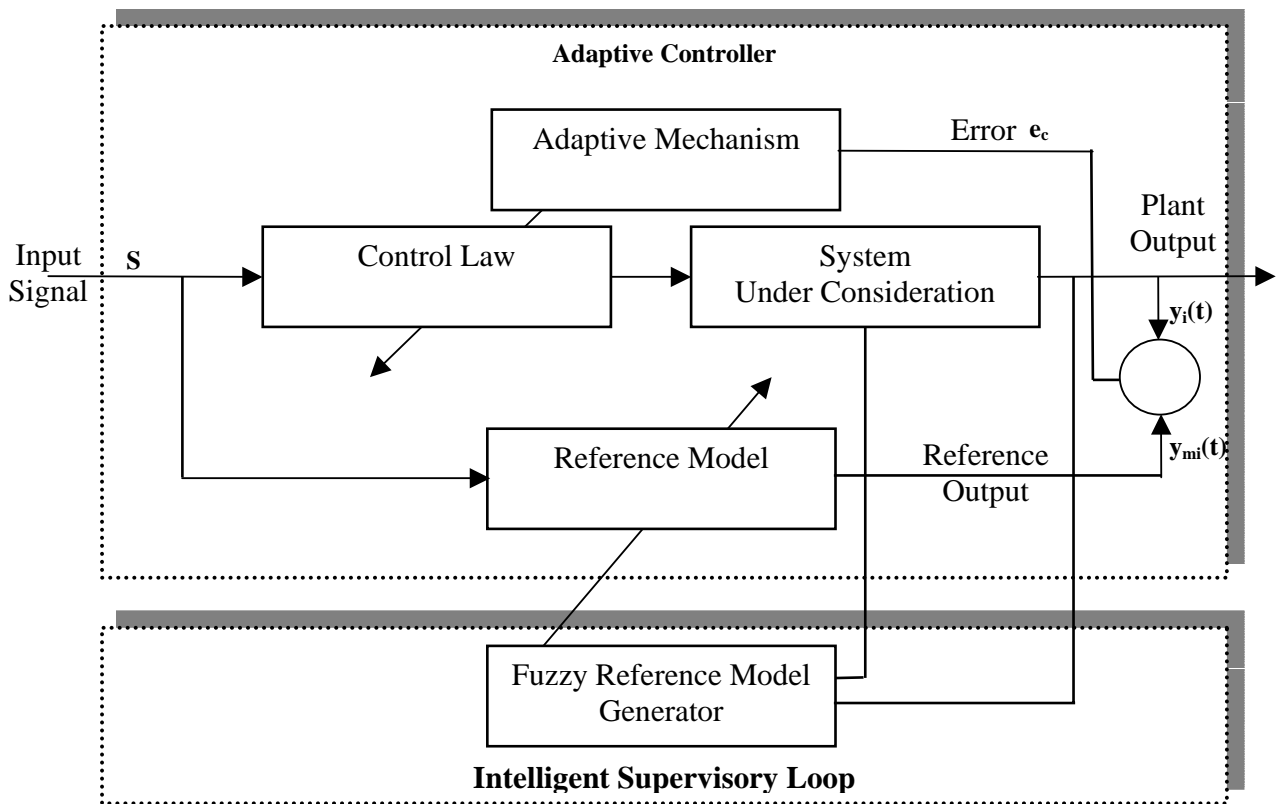 Adaptive Controller
Adaptive Mechanism
Error e_c
Plant
Output
Input
Signal
S
Control Law
System
Under Consideration
y_i(t)
Reference Model
Reference
Output
y_mi(t)
Fuzzy Reference Model
Generator
Intelligent Supervisory Loop